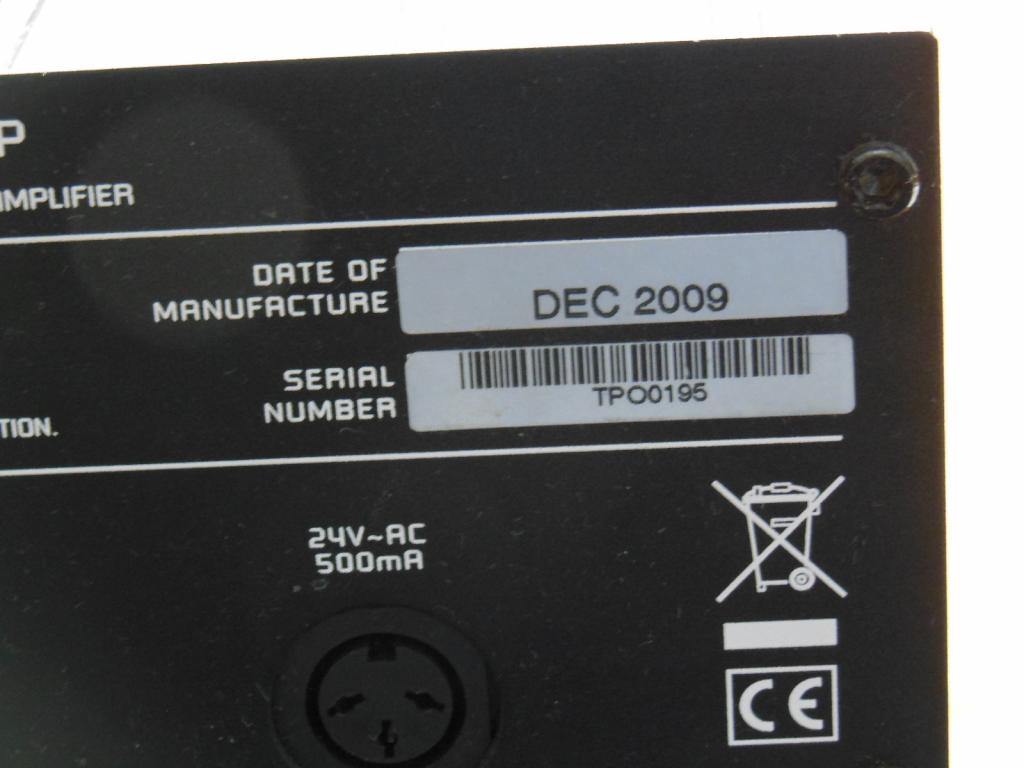 P
IMPLIFIER
DATE OF
MANUFACTURE
DEC 2009
SERIAL
NUMBER
TPO0195
TION.
24V~AC
500mA
CE